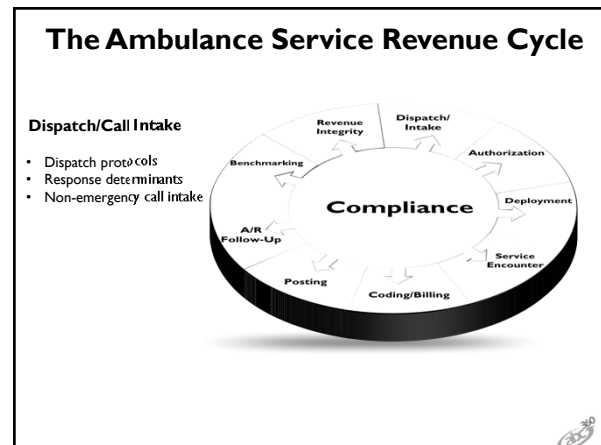 The Ambulance Service Revenue Cycle
Dispatch/Call Intake
• Dispatch protocols
• Response determinants
• Non-emergency call intake
Revenue
Integrity
Dispatch/
Intake
Authorization
Deployment
Service
Encounter
Coding/Billing
Posting
A/R
Follow-Up
Benchmarking
Compliance
abc360